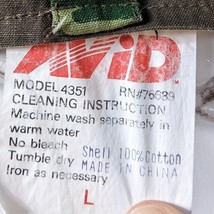 AViD
MODEL 4351 RN#76639
CLEANING INSTRUCTION
Machine wash separately in
warm water
No bleach Shell 100% Cotton
Tumble dry MADE IN CHINA
Iron as necessary
L